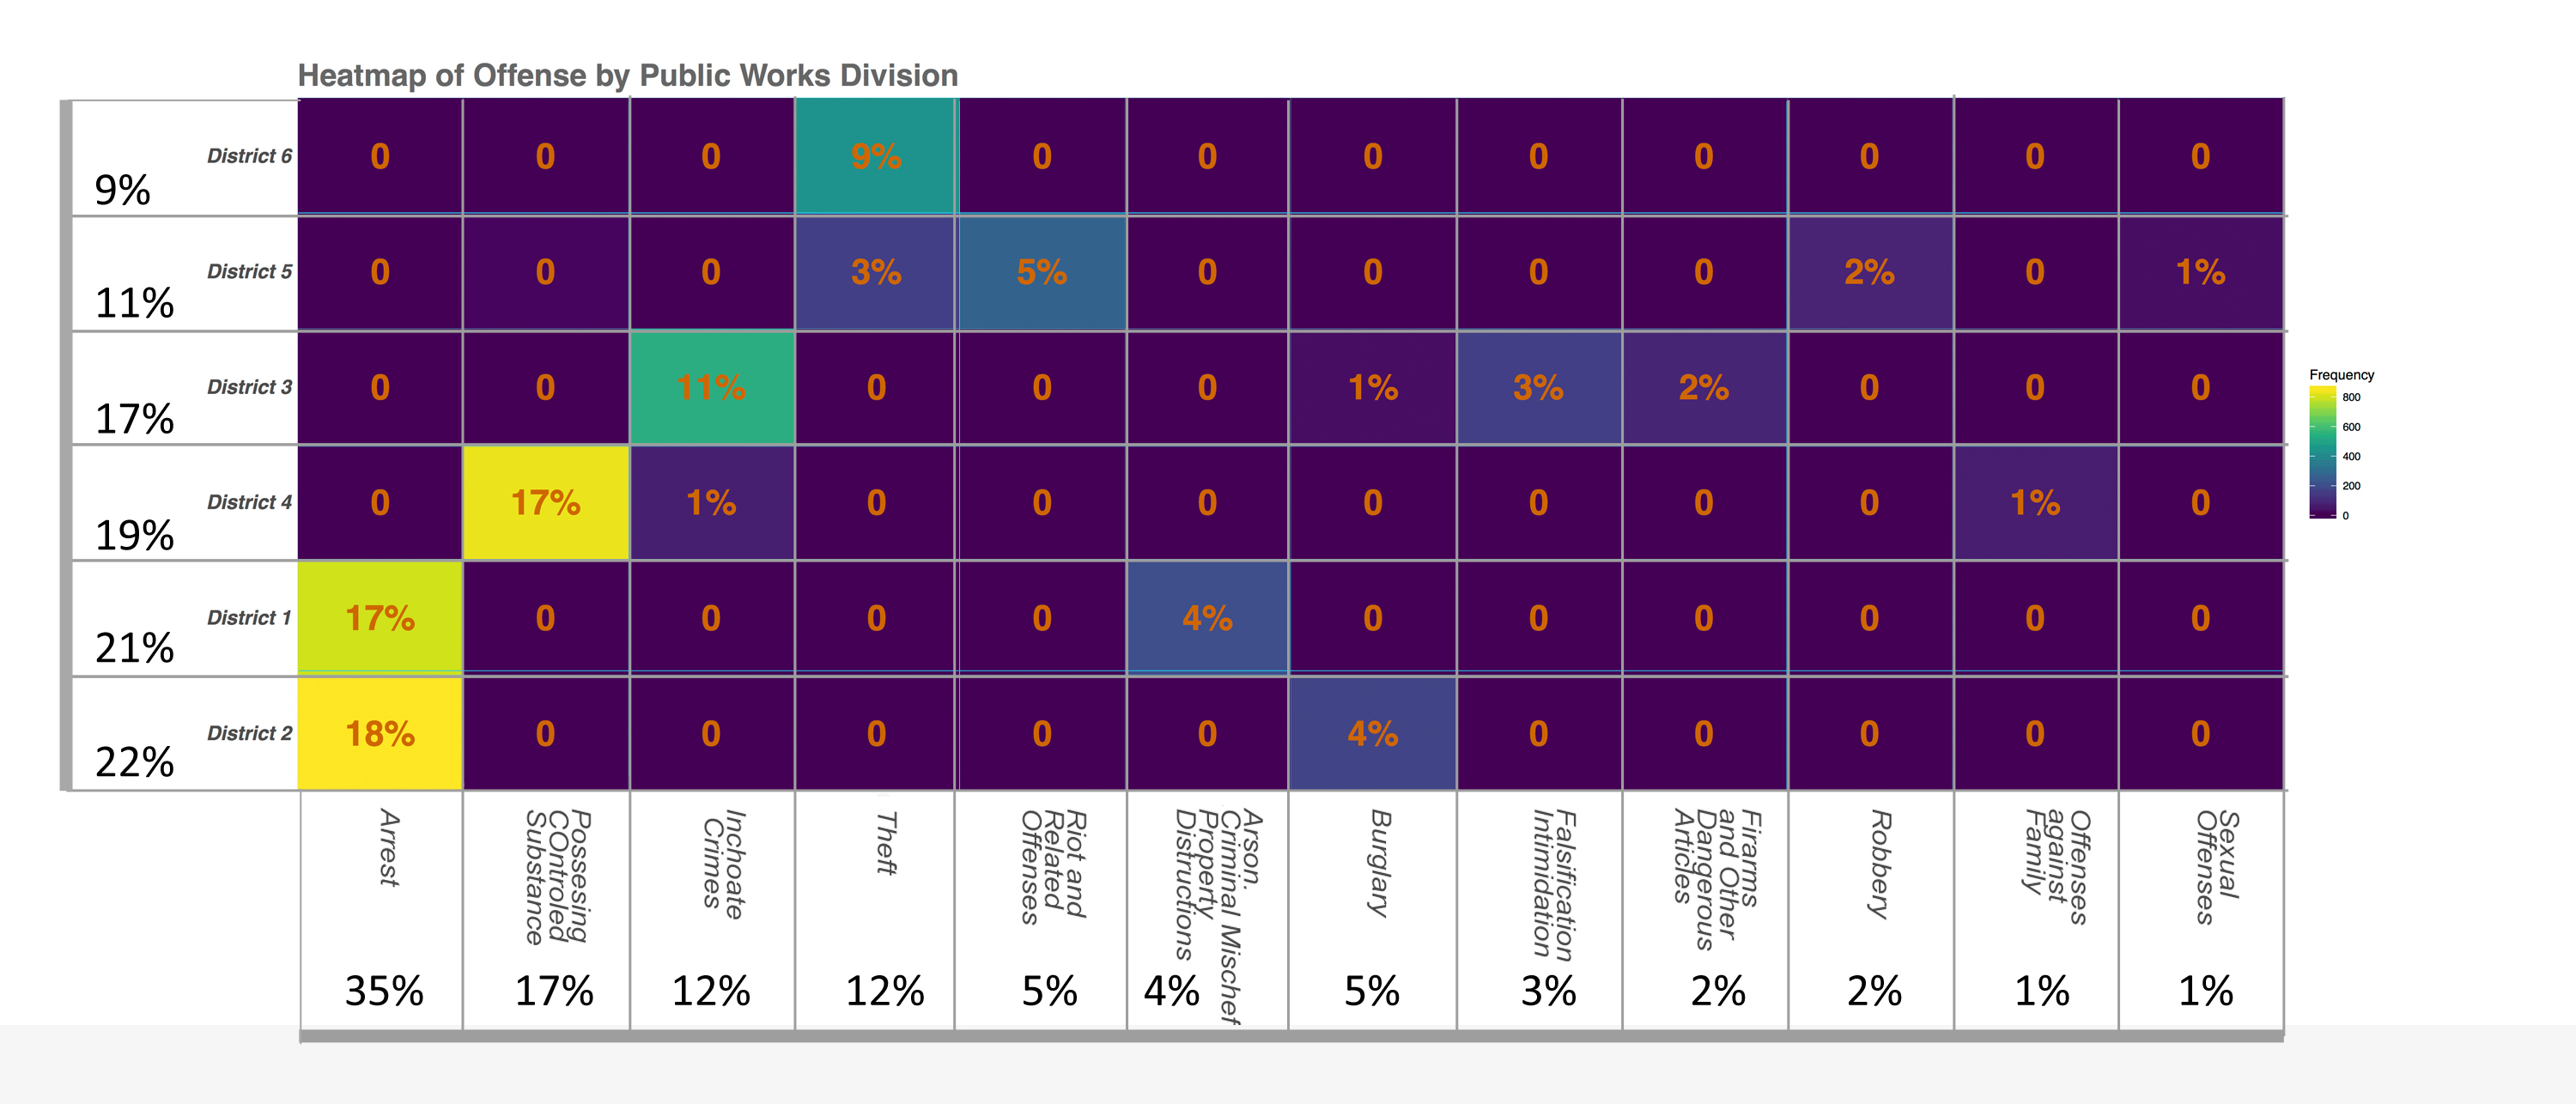 Heatmap of Offense by Public Works Division
District 6 0 0 0 9% 0 0 0 0 0 0 0 0
9%
District 5 0 0 0 3% 5% 0 0 0 0 2% 0 1%
11%
District 3 0 0 11% 0 0 0 1% 3% 2% 0 0 0
17%
District 4 0 17% 1% 0 0 0 0 0 0 0 1% 0
19%
District 1 17% 0 0 0 0 4% 0 0 0 0 0 0
21%
District 2 18% 0 0 0 0 0 4% 0 0 0 0 0
22%
Frequency
800
600
400
200
0
Arrest
Possessing
COntroled
Substance
Inchoate
Crimes
Theft
Riot and
Related
Offenses
Arson.
Criminal Mischef
Property
Distructions
Burglary
Falsification
Intimidation
Firarms
and Other
Dangerous
Articles
Robbery
Offenses
against
Family
Sexual
Offenses
35% 17% 12% 12% 5% 4% 5% 3% 2% 2% 1% 1%